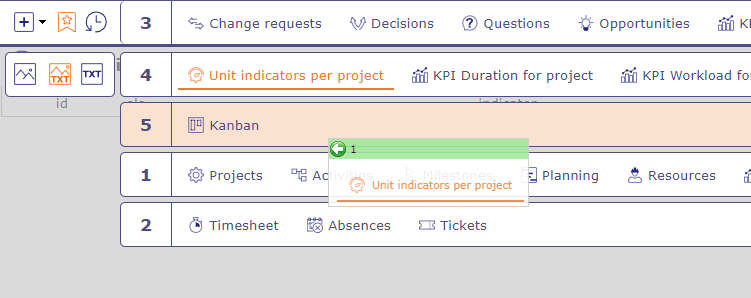 3 Change requests Decisions Questions Opportunities
TXT TXT 4 Unit indicators per project KPI Duration for project KPI Workload for
id
5 Kanban
1
1 Projects Activities Milestones Planning Resources
Unit indicators per project
2 Timesheet Absences Tickets